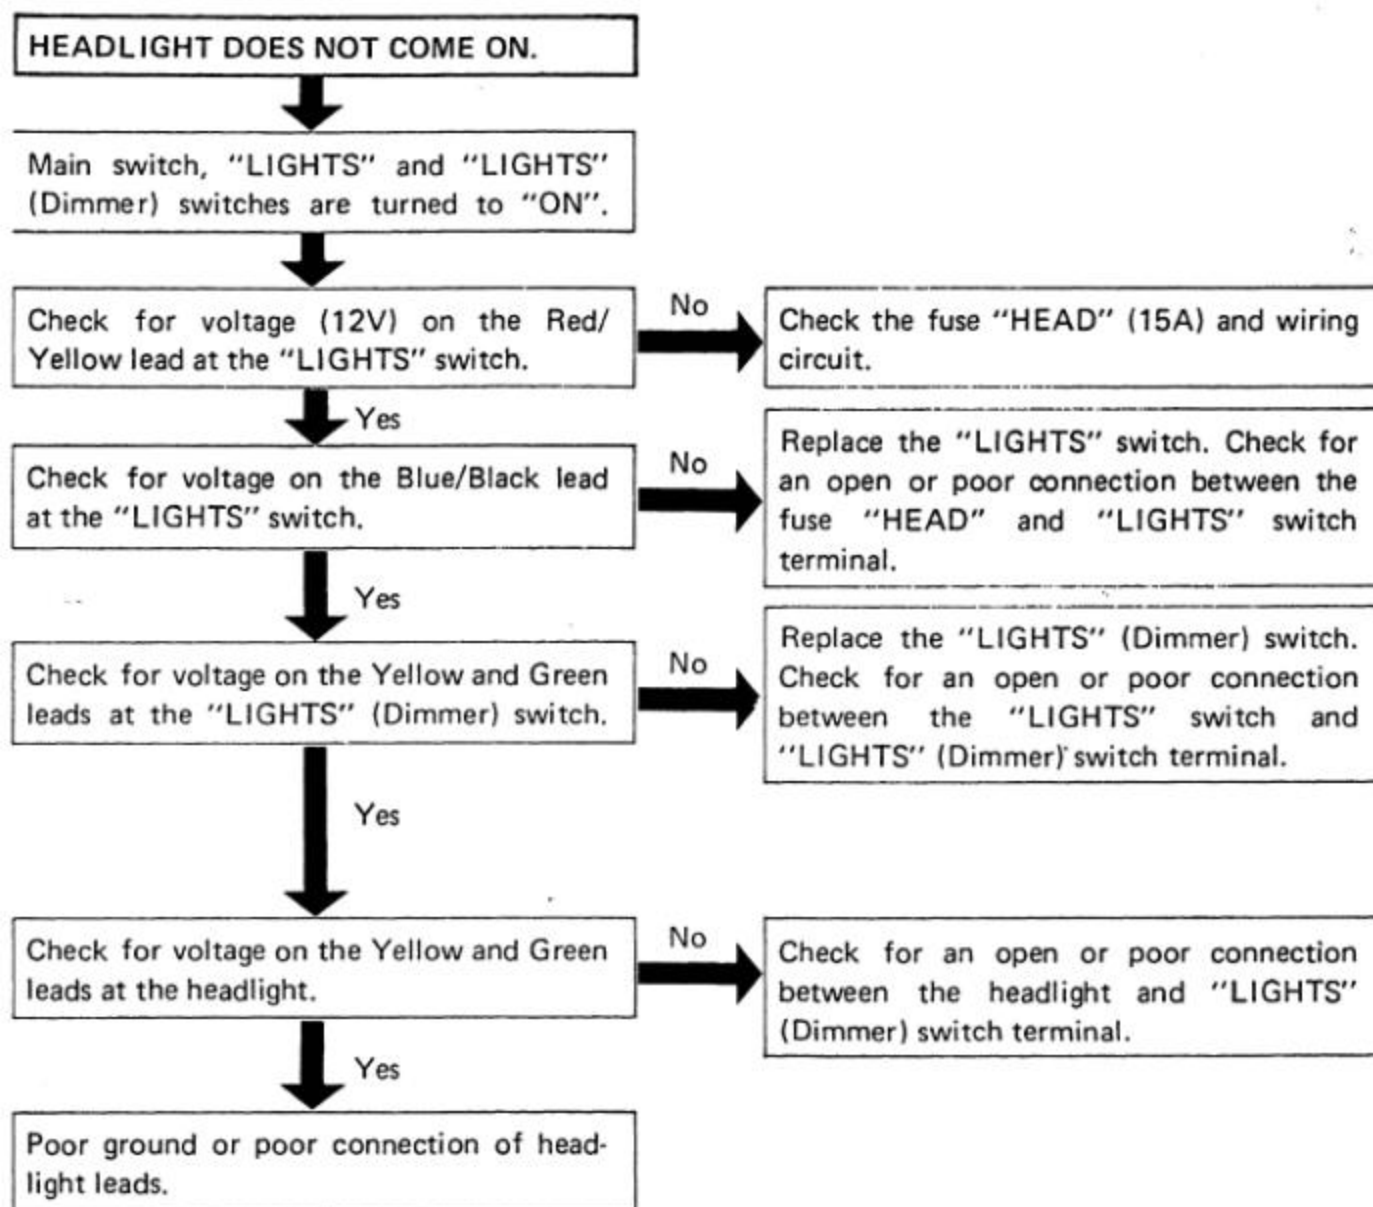 HEADLIGHT DOES NOT COME ON.
Main switch, "LIGHTS" and "LIGHTS"
(Dimmer) switches are turned to "ON".
Check for voltage (12V) on the Red/
Yellow lead at the "LIGHTS" switch.
No
Check the fuse "HEAD" (15A) and wiring
circuit.
Yes
Check for voltage on the Blue/Black lead
at the "LIGHTS" switch.
No
Replace the "LIGHTS" switch. Check for
an open or poor connection between the
fuse "HEAD" and "LIGHTS" switch
terminal.
Yes
Check for voltage on the Yellow and Green
leads at the "LIGHTS" (Dimmer) switch.
No
Replace the "LIGHTS" (Dimmer) switch.
Check for an open or poor connection
between the "LIGHTS" switch and
"LIGHTS" (Dimmer) switch terminal.
Yes
Check for voltage on the Yellow and Green
leads at the headlight.
No
Check for an open or poor connection
between the headlight and "LIGHTS"
(Dimmer) switch terminal.
Yes
Poor ground or poor connection of head-
light leads.